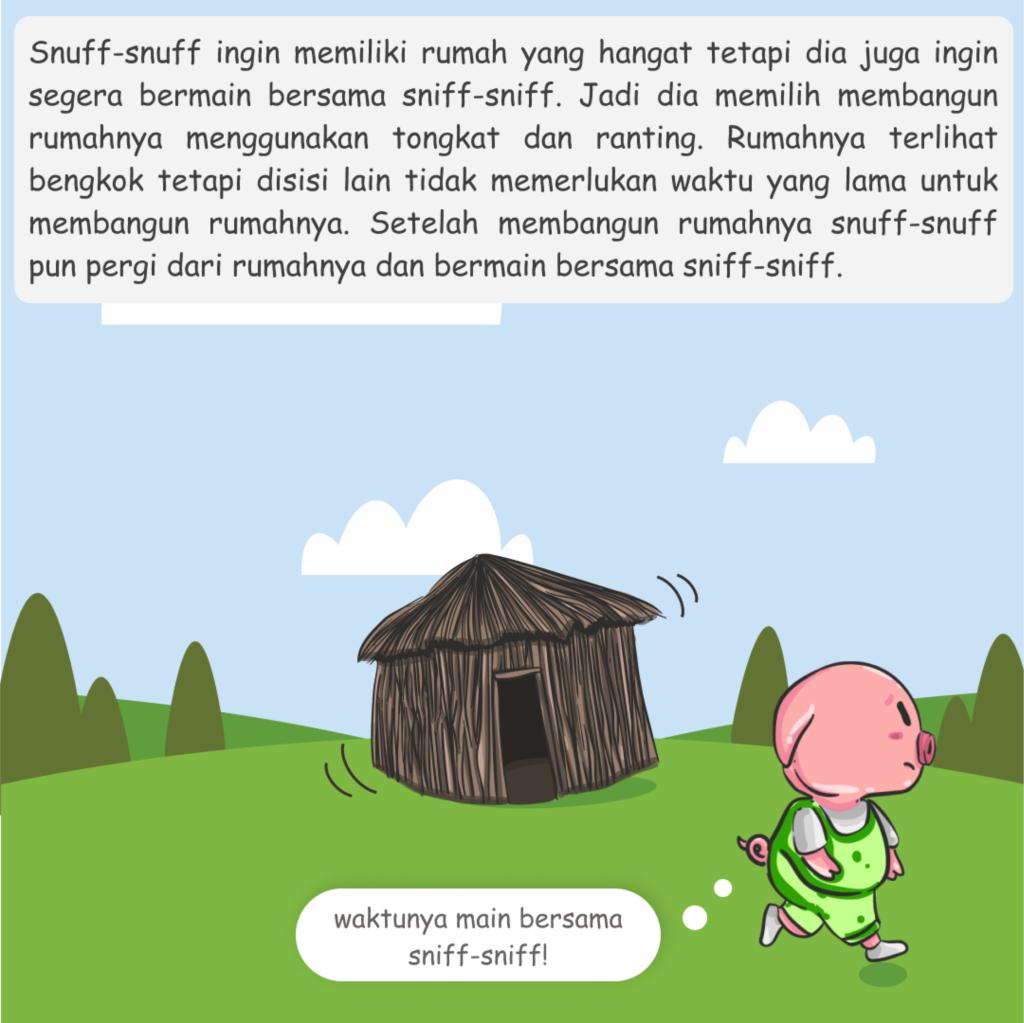 Snuff-snuff ingin memiliki rumah yang hangat tetapi dia juga ingin
segera bermain bersama sniff-sniff. Jadi dia memilih membangun
rumahnya menggunakan tongkat dan ranting. Rumahnya terlihat
bengkok tetapi disisi lain tidak memerlukan waktu yang lama untuk
membangun rumahnya. Setelah membangun rumahnya snuff-snuff
pun pergi dari rumahnya dan bermain bersama sniff-sniff.
waktunya main bersama
sniff-sniff!